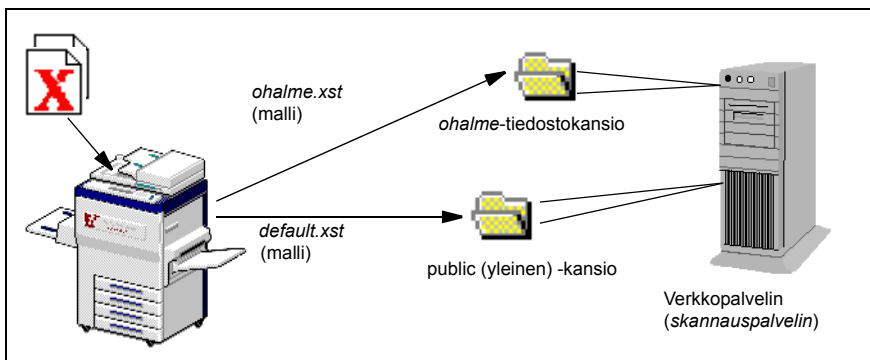 X
ohalme.xst
(malli)
ohalme-tiedostokansio
default.xst
(malli)
public (yleinen) -kansio
Verkkopalvelin
(skannauspalvelin)